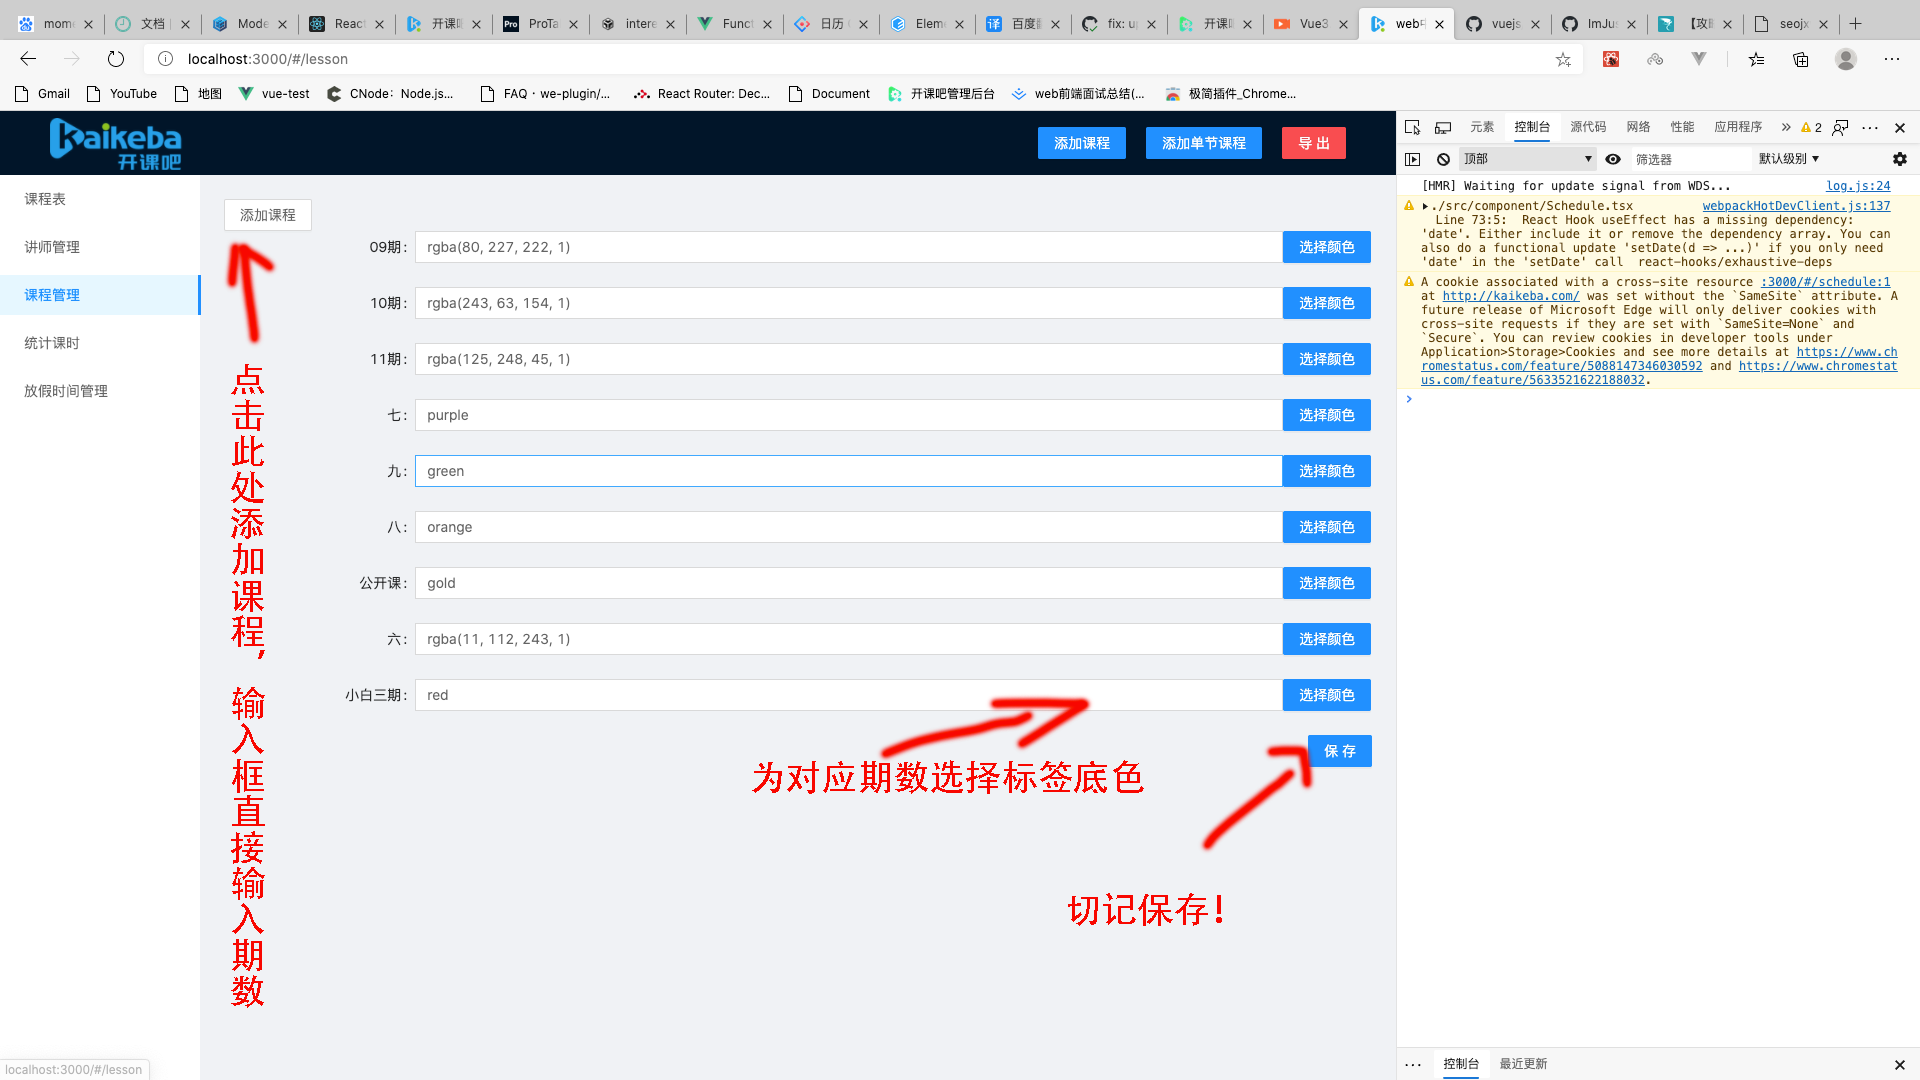 mom
文档
Mode
React
开课吧
ProTa
inter
Funct
日历
Eleme
百度
fix: u
开课吧
Vue3
web
vuejs
ImJu
【攻
seojx
localhost:3000/#/lesson
Gmail
YouTube
地图
vue-test
CNode：Node.js...
FAQ · we-plugin/...
React Router: Dec...
Document
开课吧管理后台
web前端面试总结(...
极简插件_Chrome...
kaikeba
开课吧
添加课程
添加单节课程
导 出
课程表
讲师管理
课程管理
统计课时
放假时间管理
添加课程
09期：
rgba(80, 227, 222, 1)
选择颜色
10期：
rgba(243, 63, 154, 1)
选择颜色
11期：
rgba(125, 248, 45, 1)
选择颜色
七：
purple
选择颜色
九：
green
选择颜色
八：
orange
选择颜色
公开课：
gold
选择颜色
六：
rgba(11, 112, 243, 1)
选择颜色
小白三期：
red
选择颜色
保 存
点击此处添加课程，输入框直接输入期数
为对应期数选择标签底色
切记保存！
localhost:3000/#/lesson
元素
控制台
源代码
网络
性能
应用程序
2
顶部
筛选器
默认级别
[HMR] Waiting for update signal from WDS...
log.js:24
./src/component/Schedule.tsx
webpackHotDevClient.js:137
Line 73:5:  React Hook useEffect has a missing dependency:
'date'. Either include it or remove the dependency array. You can
also do a functional update 'setDate(d => ...)' if you only need
'date' in the 'setDate' call  react-hooks/exhaustive-deps
A cookie associated with a cross-site resource
:3000/#/schedule:1
at http://kaikeba.com/ was set without the `SameSite` attribute. A
future release of Microsoft Edge will only deliver cookies with
cross-site requests if they are set with `SameSite=None` and
`Secure`. You can review cookies in developer tools under
Application>Storage>Cookies and see more details at https://www.ch
romestatus.com/feature/5088147346030592 and https://www.chromestat
us.com/feature/5633521622188032.
控制台
最近更新